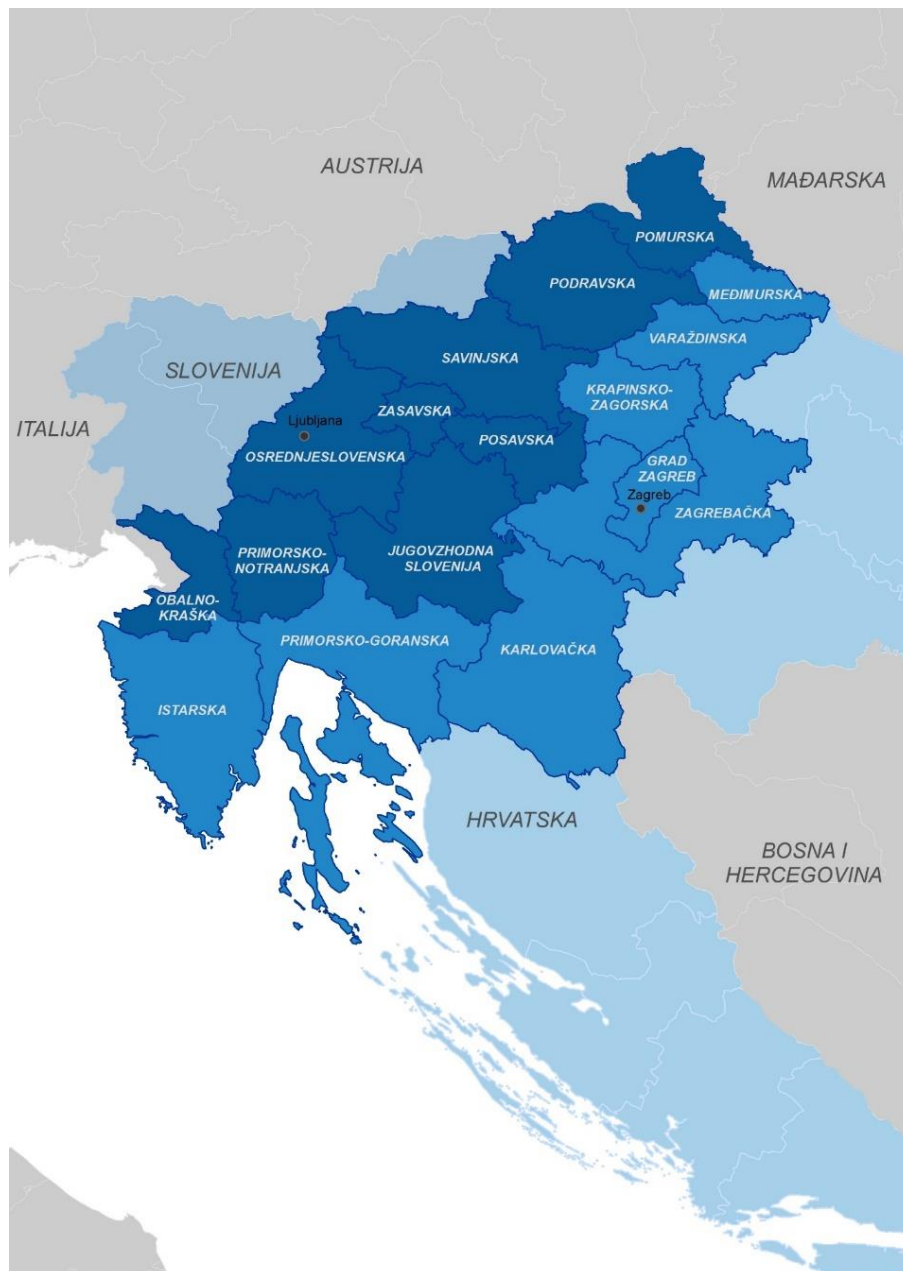 AUSTRIJA
MAĐARSKA
POMURSKA
PODRAVSKA
MEĐIMURSKA
VARAŽDINSKA
SAVINJSKA
SLOVENIJA
KRAPINSKO-
ZAGORSKA
ZASAVSKA
Ljubljana
ITALIJA
POSAVSKA
OSREDNJESLOVENSKA
GRAD
ZAGREB
Zagreb
ZAGREBAČKA
PRIMORSKO-
NOTRANJSKA
JUGOVZHODNA
SLOVENIJA
OBALNO-
KRAŠKA
PRIMORSKO-GORANSKA
KARLOVAČKA
ISTARSKA
HRVATSKA
BOSNA I
HERCEGOVINA